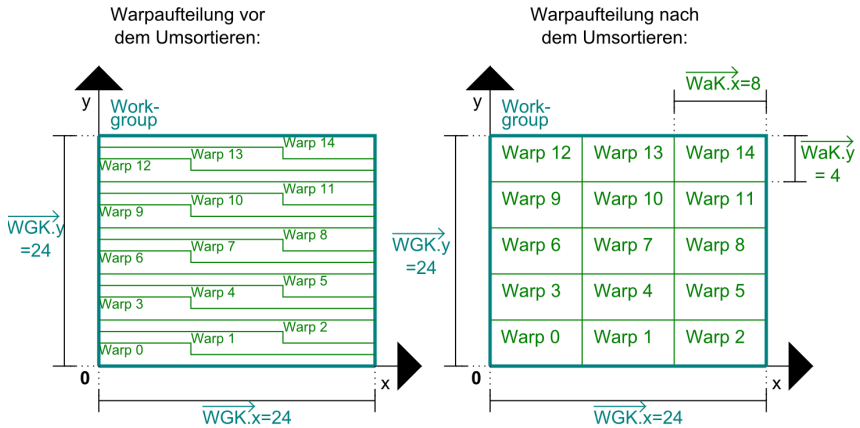 Warpaufteilung vor
dem Umsortieren:
y
Work-
group
Warp 14
Warp 13
Warp 12
Warp 11
Warp 10
Warp 9
Warp 8
Warp 7
Warp 6
Warp 5
Warp 4
Warp 3
Warp 2
Warp 1
Warp 0
WGK.y
=24
0
x
WGK.x=24
Warpaufteilung nach
dem Umsortieren:
WaK.x=8
y
Work-
group
Warp 12 Warp 13 Warp 14
WaK.y
= 4
Warp 9 Warp 10 Warp 11
Warp 6 Warp 7 Warp 8
Warp 3 Warp 4 Warp 5
Warp 0 Warp 1 Warp 2
WGK.y
=24
0
x
WGK.x=24